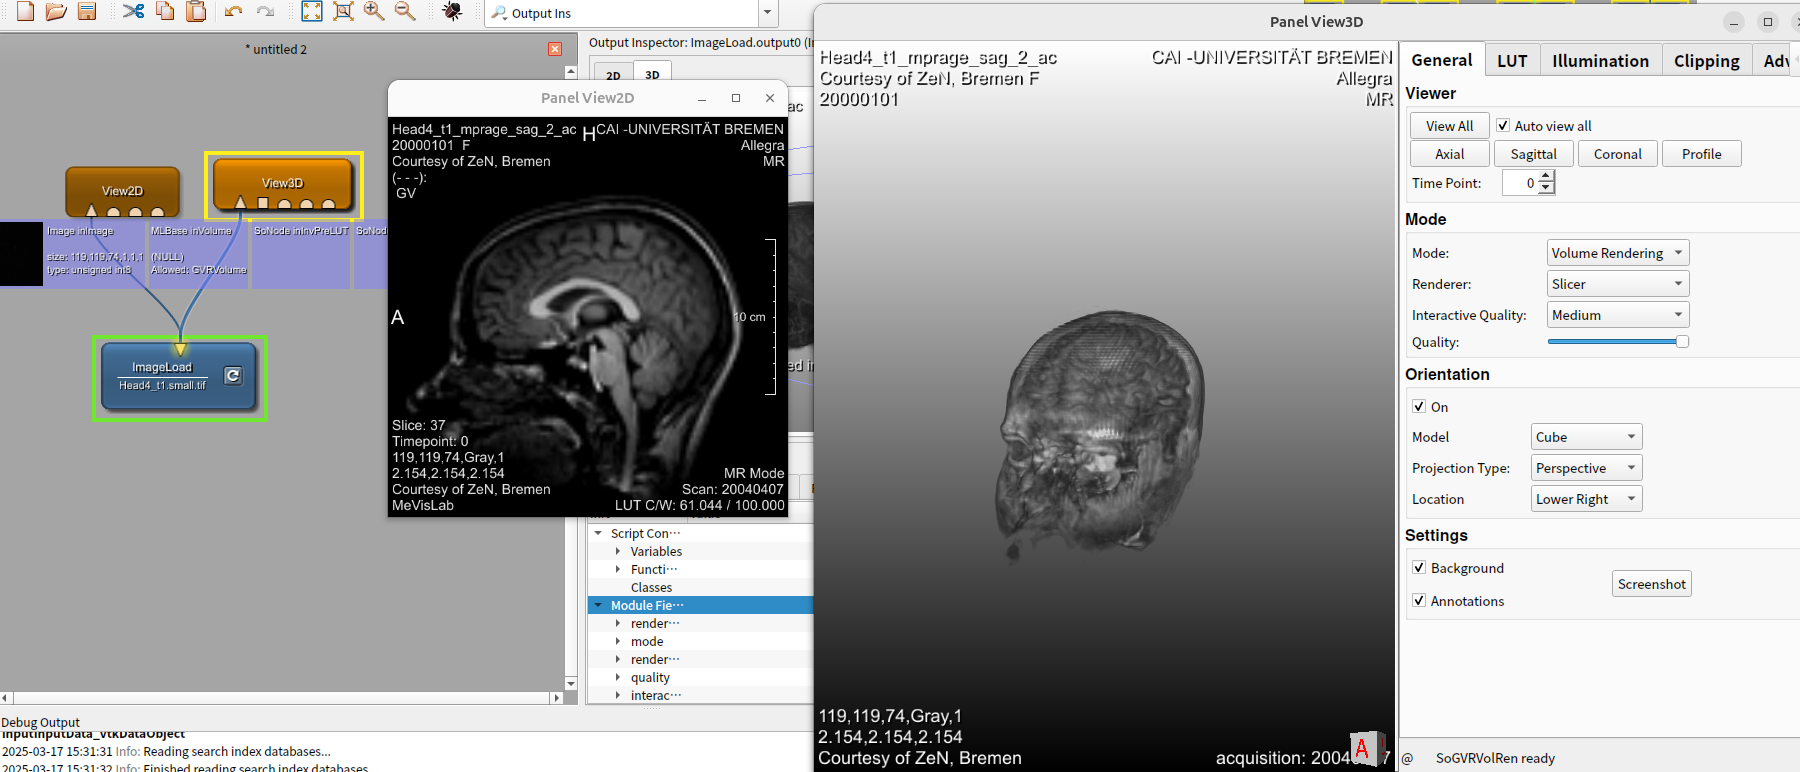 Output Ins
* untitled 2
View2D
View3D
Image inImage
size: 119,119,74,1,1,1
type: unsigned int8
MLBase inVolume
(NULL)
Allowed: GVRVolume
SoNode inInvPreLUT
SoNod
ImageLoad
Head4_t1.small.tif
Output Inspector: ImageLoad.output0 (I
2D
3D
ac
Panel View2D
Head4_t1_mprage_sag_2_ac
H
CAI -UNIVERSITÄT BREMEN
20000101 F
Allegra
Courtesy of ZeN, Bremen
MR
(- - -):
GV
A
10 cm
Slice: 37
Timepoint: 0
119,119,74,Gray,1
2.154,2.154,2.154
MR Mode
Courtesy of ZeN, Bremen
Scan: 20040407
MeVisLab
LUT C/W: 61.044 / 100.000
Script Con···
Variables
Functi···
Classes
Module Fie···
render···
mode
render···
quality
interac···
Debug Output
InputInputData_vtkDataObject
2025-03-17 15:31:31 Info: Reading search index databases...
2025-03-17 15:31:32 Info: Finished reading search index databases
Panel View3D
Head4_t1_mprage_sag_2_ac
CAI -UNIVERSITÄT BREMEN
Courtesy of ZeN, Bremen F
Allegra
20000101
MR
119,119,74,Gray,1
2.154,2.154,2.154
Courtesy of ZeN, Bremen
acquisition: 2004
7
A
General
LUT
Illumination
Clipping
Adv
Viewer
View All
Auto view all
Axial
Sagittal
Coronal
Profile
Time Point:
0
Mode
Mode:
Volume Rendering
Renderer:
Slicer
Interactive Quality:
Medium
Quality:
Orientation
On
Model
Cube
Projection Type:
Perspective
Location
Lower Right
Settings
Background
Screenshot
Annotations
@
SoGVRVolRen ready